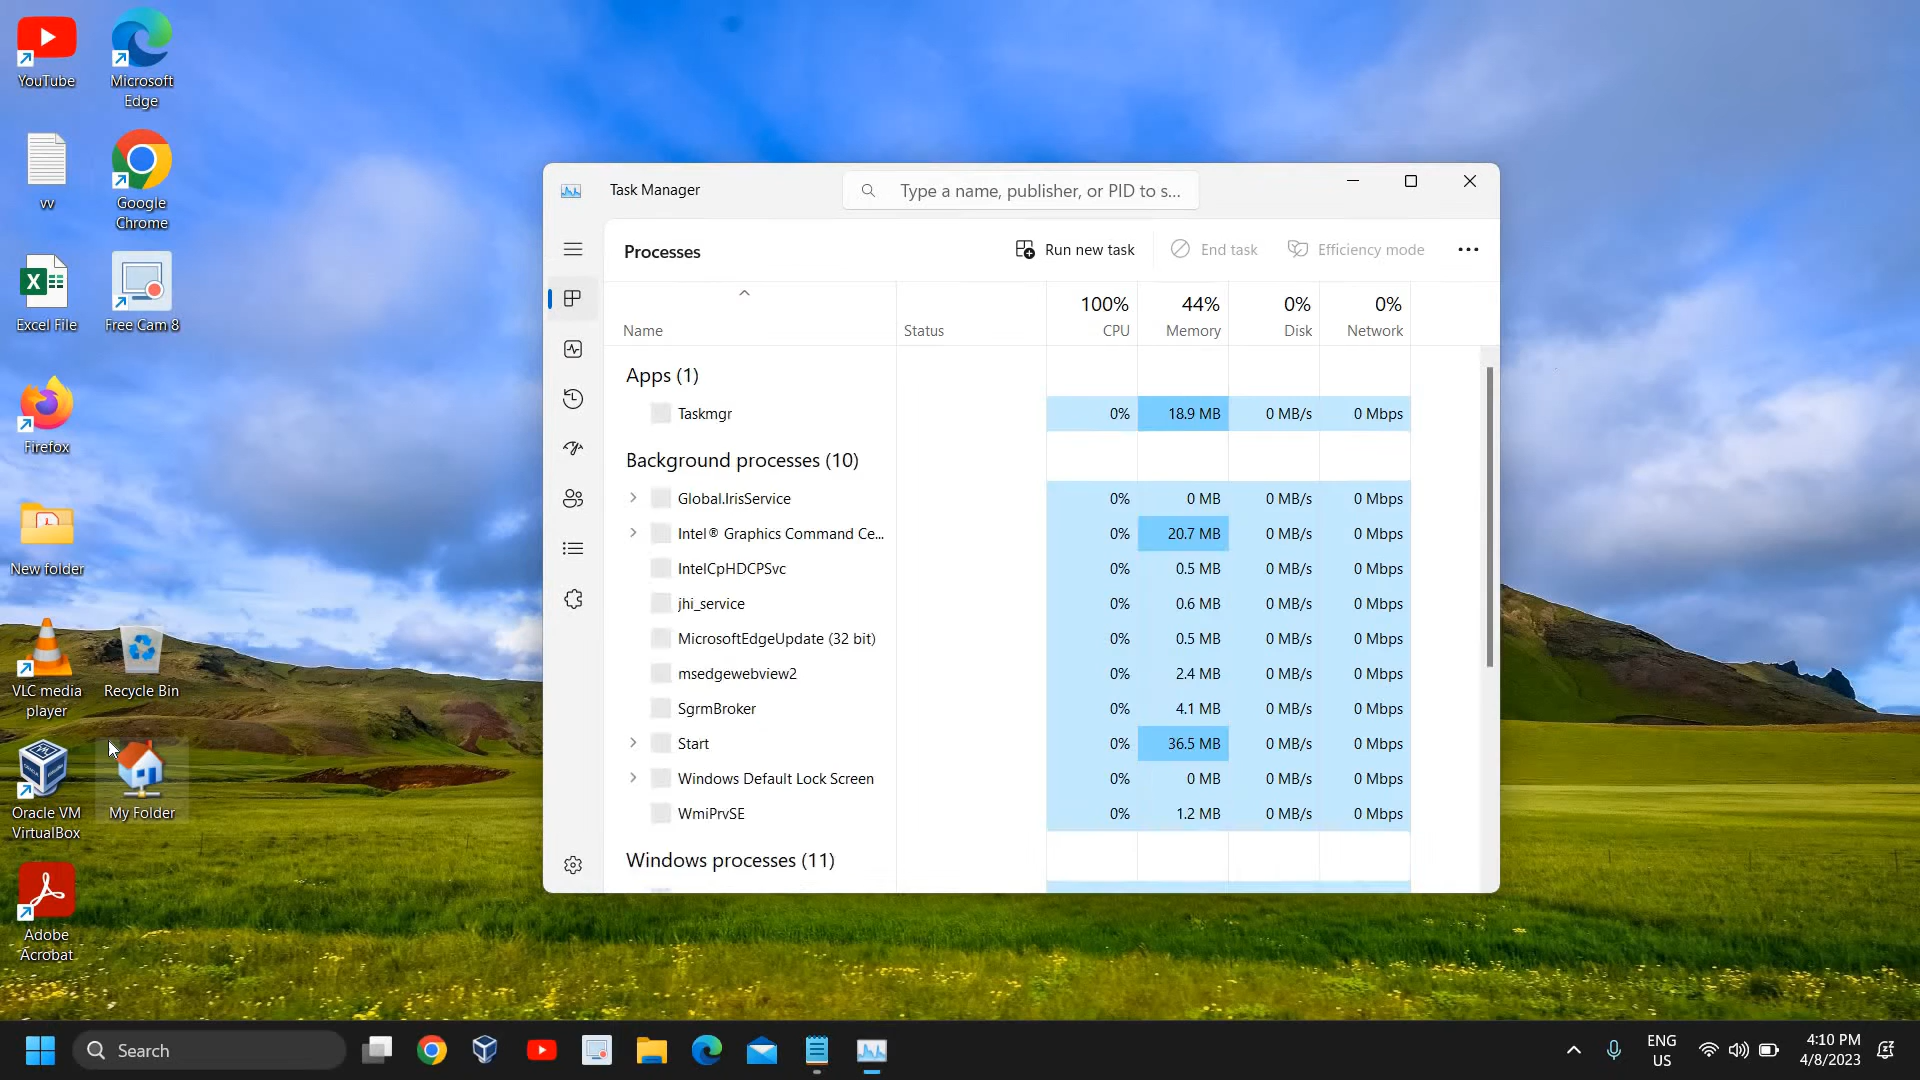 YouTube
Microsoft
Edge
vv
Google
Chrome
Excel File
Free Cam 8
Firefox
New folder
VLC media
player
Recycle Bin
Oracle VM
VirtualBox
My Folder
Adobe
Acrobat
Task Manager
Type a name, publisher, or PID to s...
Processes
Run new task
End task
Efficiency mode
Name
Status
100%
CPU
44%
Memory
0%
Disk
0%
Network
Apps (1)
Taskmgr 0% 18.9 MB 0 MB/s 0 Mbps
Background processes (10)
Global.IrisService 0% 0 MB 0 MB/s 0 Mbps
Intel® Graphics Command Ce... 0% 20.7 MB 0 MB/s 0 Mbps
IntelCpHDCPSvc 0% 0.5 MB 0 MB/s 0 Mbps
jhi_service 0% 0.6 MB 0 MB/s 0 Mbps
MicrosoftEdgeUpdate (32 bit) 0% 0.5 MB 0 MB/s 0 Mbps
msedgewebview2 0% 2.4 MB 0 MB/s 0 Mbps
SgrmBroker 0% 4.1 MB 0 MB/s 0 Mbps
Start 0% 36.5 MB 0 MB/s 0 Mbps
Windows Default Lock Screen 0% 0 MB 0 MB/s 0 Mbps
WmiPrvSE 0% 1.2 MB 0 MB/s 0 Mbps
Windows processes (11)
Search
ENG
US
4:10 PM
4/8/2023